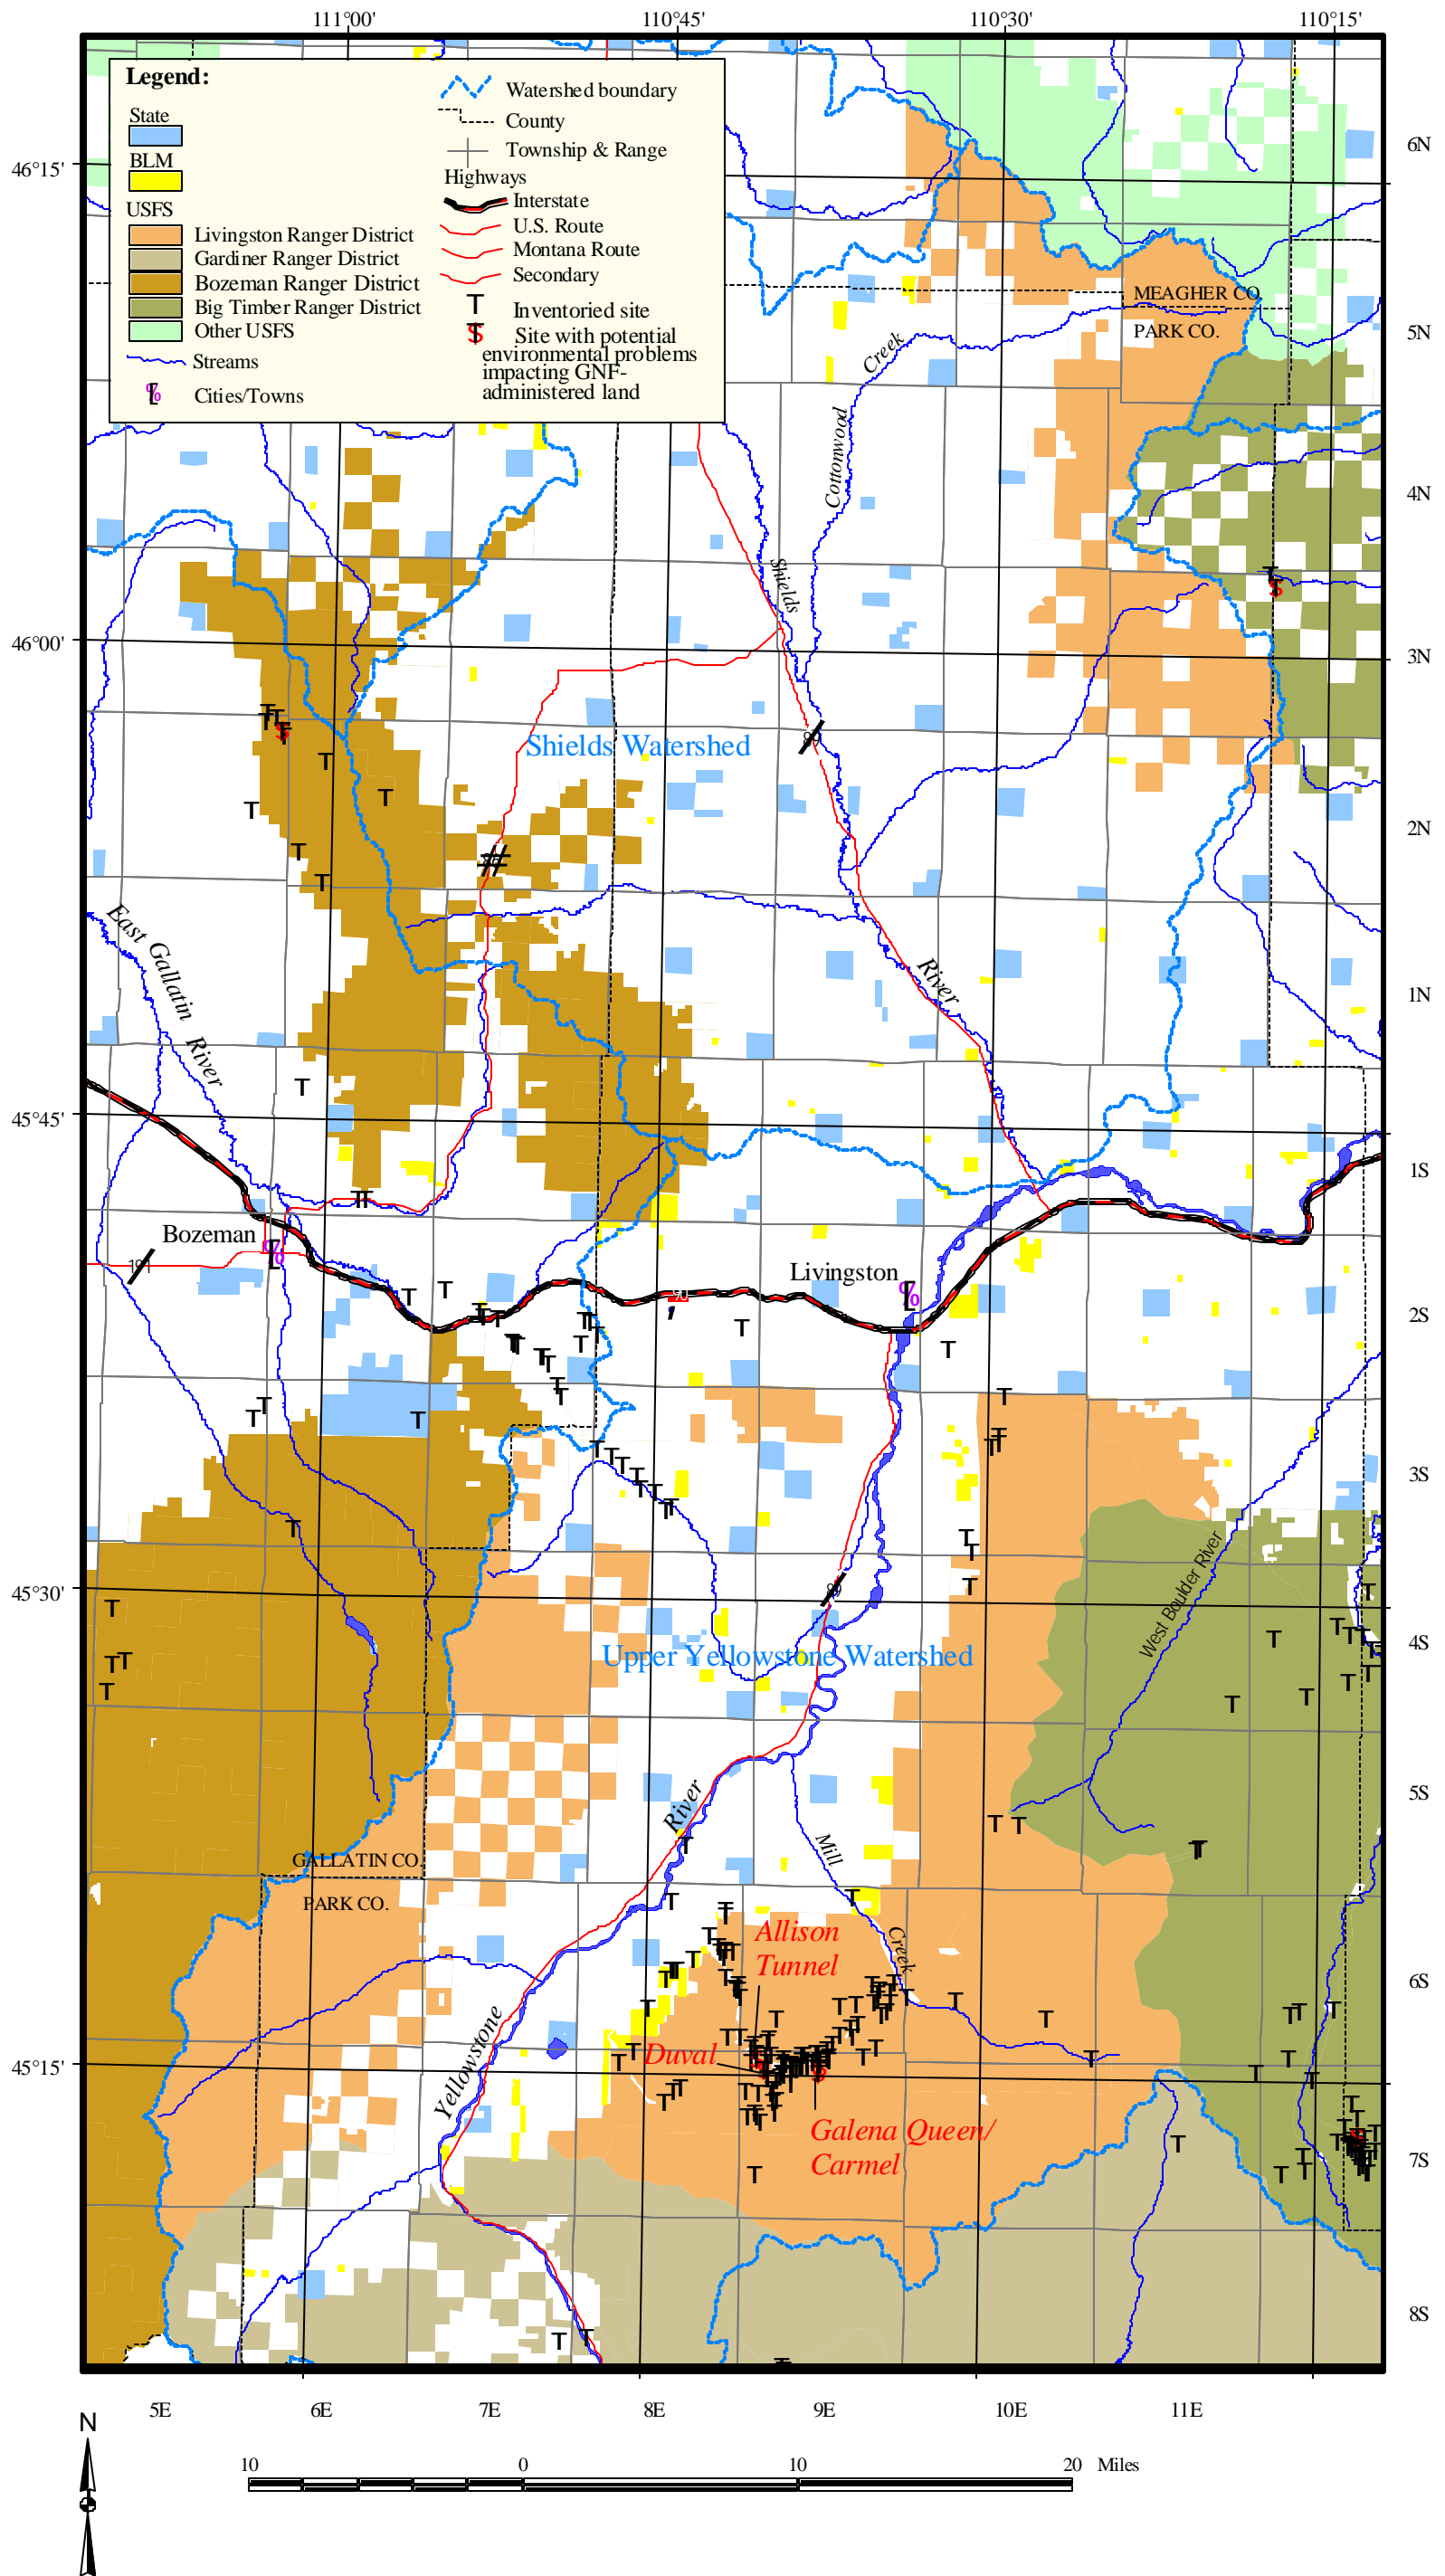 111°00' 110°45' 110°30' 110°15'
Legend:
State
BLM
USFS
Livingston Ranger District
Gardiner Ranger District
Bozeman Ranger District
Big Timber Ranger District
Other USFS
Streams
Cities/Towns
Watershed boundary
County
Township & Range
Highways
Interstate
U.S. Route
Montana Route
Secondary
Inventoried site
Site with potential
environmental problems
impacting GNF-
administered land
46°15'
46°00'
45°45'
45°30'
45°15'
6N
5N
4N
3N
2N
1N
1S
2S
3S
4S
5S
6S
7S
8S
MEAGHER CO.
PARK CO.
Cottonwood Creek
Shields River
Shields Watershed
89
East Gallatin River
Bozeman
191
Livingston
90
89
West Boulder River
Upper Yellowstone Watershed
GALLATIN CO.
PARK CO.
Yellowstone River
Mill Creek
Allison
Tunnel
Duval
Galena Queen/
Carmel
5E 6E 7E 8E 9E 10E 11E
N
10 0 10 20 Miles